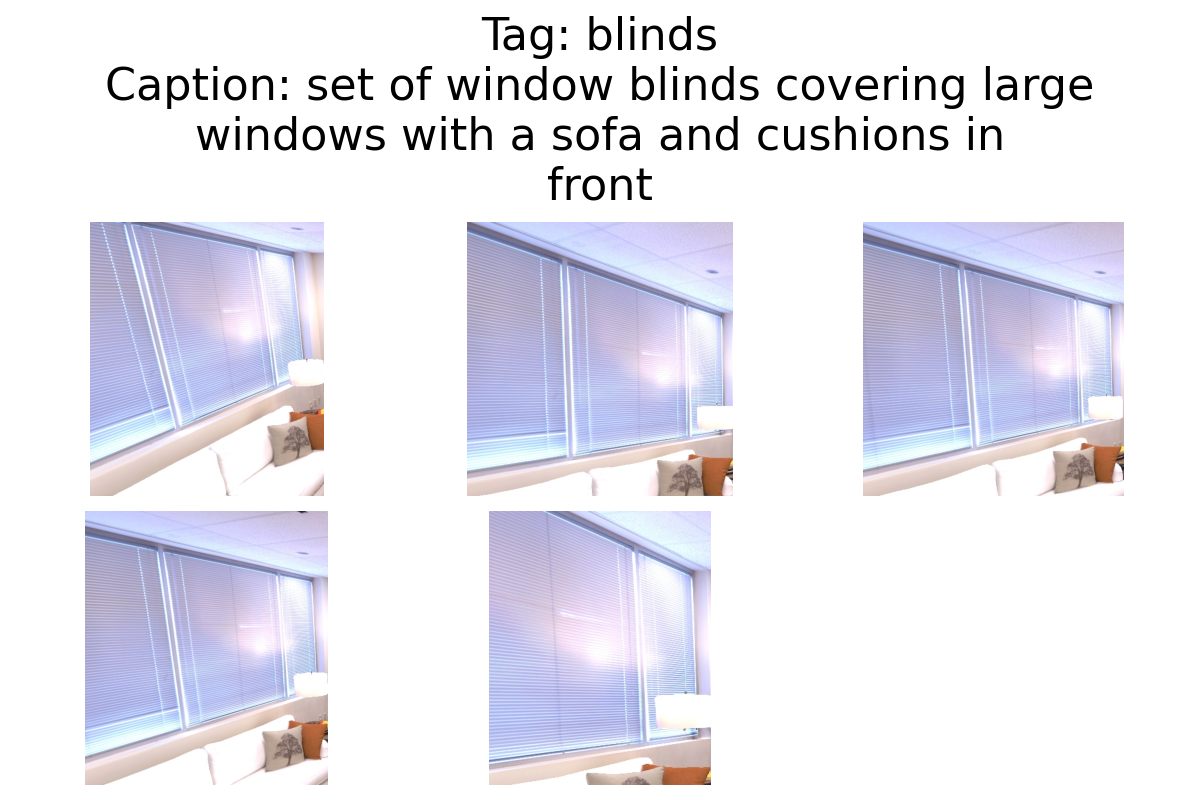 Tag: blinds
Caption: set of window blinds covering large
windows with a sofa and cushions in
front